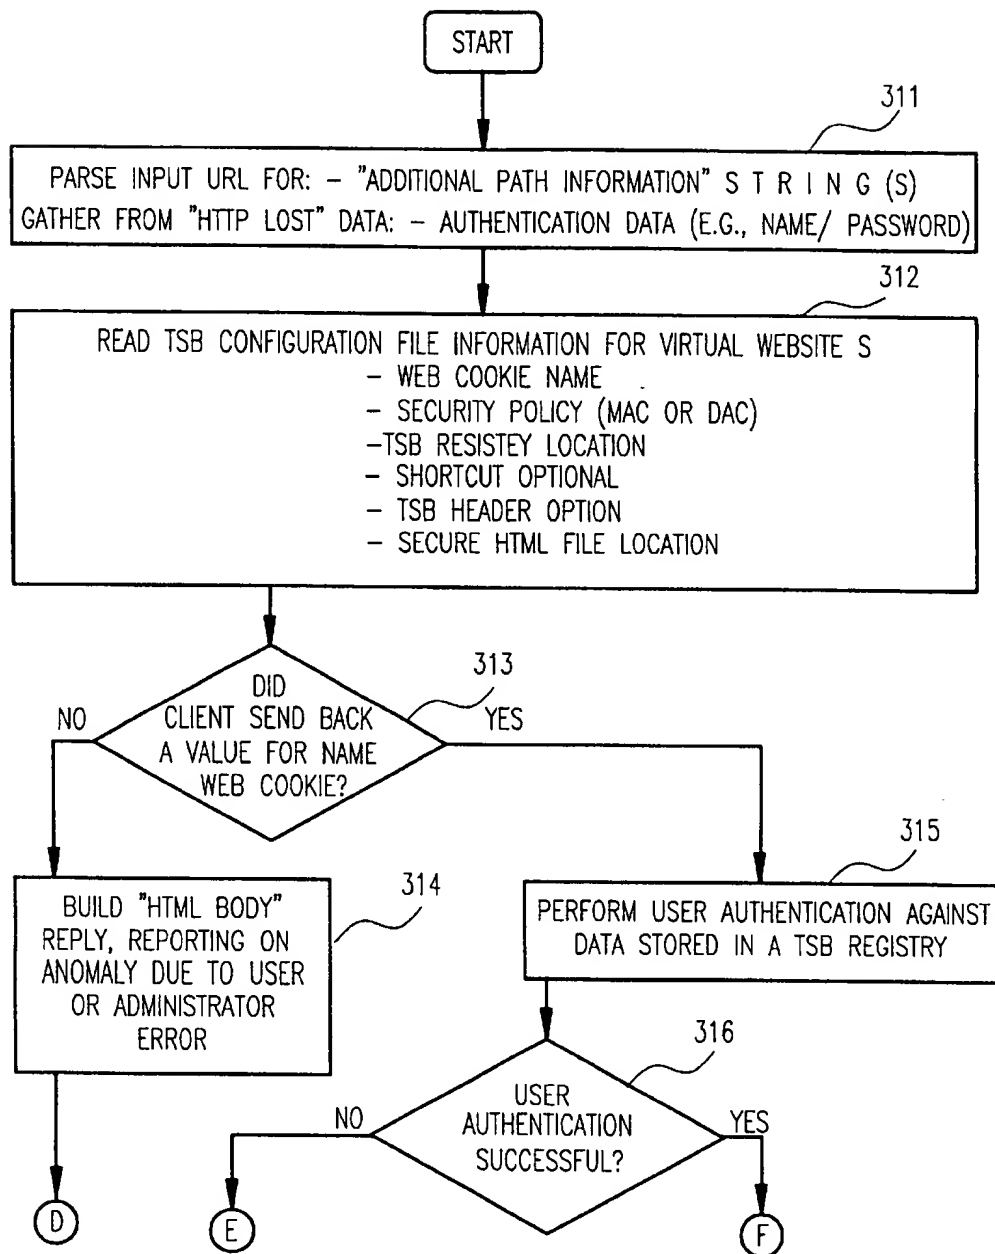 START
311
PARSE INPUT URL FOR: – "ADDITIONAL PATH INFORMATION" S T R I N G (S)
GATHER FROM "HTTP LOST" DATA: – AUTHENTICATION DATA (E.G., NAME/ PASSWORD)
312
READ TSB CONFIGURATION FILE INFORMATION FOR VIRTUAL WEBSITE S
– WEB COOKIE NAME
– SECURITY POLICY (MAC OR DAC)
–TSB RESISTEY LOCATION
– SHORTCUT OPTIONAL
– TSB HEADER OPTION
– SECURE HTML FILE LOCATION
313
DID
CLIENT SEND BACK
A VALUE FOR NAME
WEB COOKIE?
NO
YES
314
BUILD "HTML BODY"
REPLY, REPORTING ON
ANOMALY DUE TO USER
OR ADMINISTRATOR
ERROR
315
PERFORM USER AUTHENTICATION AGAINST
DATA STORED IN A TSB REGISTRY
316
USER
AUTHENTICATION
SUCCESSFUL?
NO
YES
D
E
F